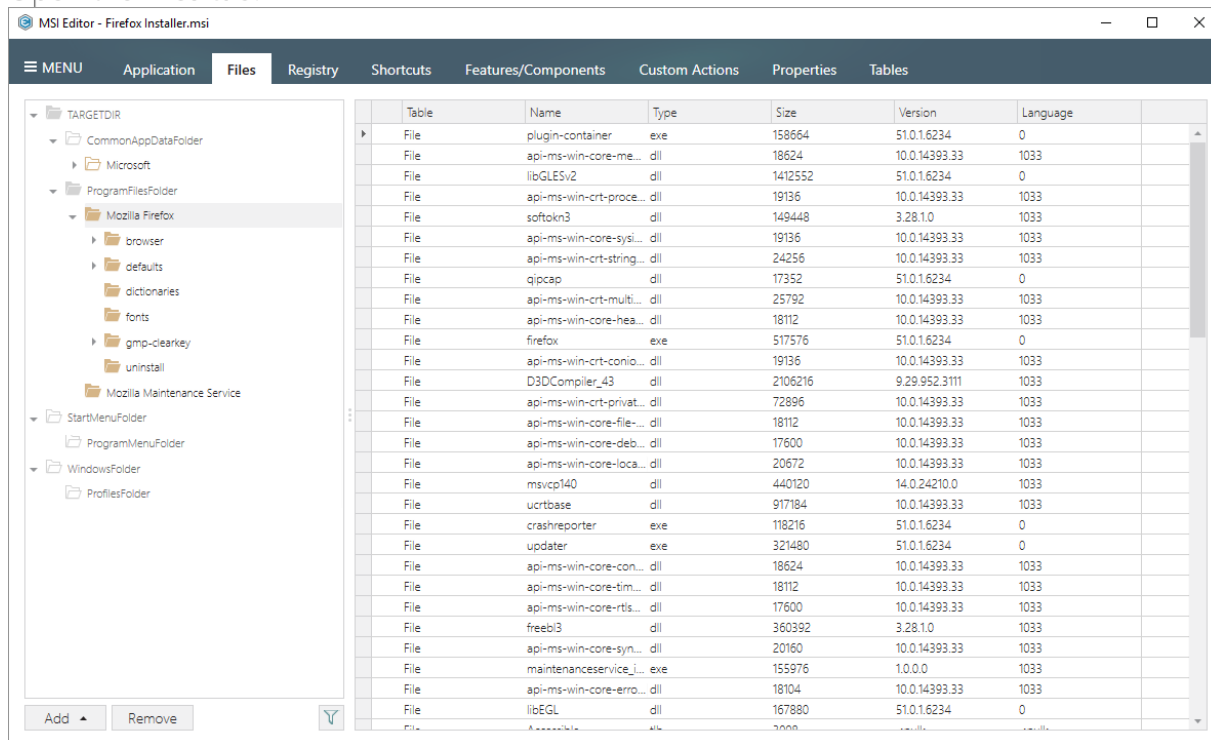 MSI Editor - Firefox Installer.msi
MENU Application Files Registry Shortcuts Features/Components Custom Actions Properties Tables
TARGETDIR
CommonAppDataFolder
Microsoft
ProgramFilesFolder
Mozilla Firefox
browser
defaults
dictionaries
fonts
gmp-clearkey
uninstall
Mozilla Maintenance Service
StartMenuFolder
ProgramMenuFolder
WindowsFolder
ProfilesFolder
Add Remove
Table Name Type Size Version Language
File plugin-container exe 158664 51.0.1.6234 0
File api-ms-win-core-me... dll 18624 10.0.14393.33 1033
File libGLESv2 dll 1412552 51.0.1.6234 0
File api-ms-win-crt-proce... dll 19136 10.0.14393.33 1033
File softokn3 dll 149448 3.28.1.0 1033
File api-ms-win-core-sysi... dll 19136 10.0.14393.33 1033
File api-ms-win-crt-string... dll 24256 10.0.14393.33 1033
File qipcap dll 17352 51.0.1.6234 0
File api-ms-win-crt-multi... dll 25792 10.0.14393.33 1033
File api-ms-win-core-hea... dll 18112 10.0.14393.33 1033
File firefox exe 517576 51.0.1.6234 0
File api-ms-win-crt-conio... dll 19136 10.0.14393.33 1033
File D3DCompiler_43 dll 2106216 9.29.952.3111 1033
File api-ms-win-crt-privat... dll 72896 10.0.14393.33 1033
File api-ms-win-core-file-... dll 18112 10.0.14393.33 1033
File api-ms-win-core-deb... dll 17600 10.0.14393.33 1033
File api-ms-win-core-loca... dll 20672 10.0.14393.33 1033
File msvcp140 dll 440120 14.0.24210.0 1033
File ucrtbase dll 917184 10.0.14393.33 1033
File crashreporter exe 118216 51.0.1.6234 0
File updater exe 321480 51.0.1.6234 0
File api-ms-win-core-con... dll 18624 10.0.14393.33 1033
File api-ms-win-core-tim... dll 18112 10.0.14393.33 1033
File api-ms-win-core-rtls... dll 17600 10.0.14393.33 1033
File freebl3 dll 360392 3.28.1.0 1033
File api-ms-win-core-syn... dll 20160 10.0.14393.33 1033
File maintenanceservice_i... exe 155976 1.0.0.0 1033
File api-ms-win-core-erro... dll 18104 10.0.14393.33 1033
File libEGL dll 167880 51.0.1.6234 0